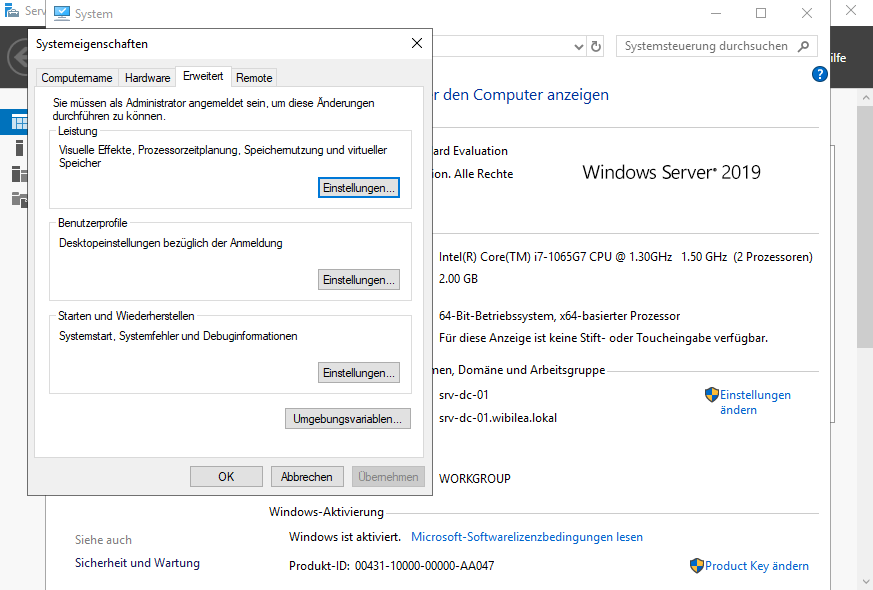 Serv
System
Systemeigenschaften
Systemsteuerung durchsuchen
ilfe
Computername
Hardware
Erweitert
Remote
?
r den Computer anzeigen
Sie müssen als Administrator angemeldet sein, um diese Änderungen
durchführen zu können.
Leistung
Visuelle Effekte, Prozessorzeitplanung, Speichernutzung und virtueller
Speicher
Einstellungen...
Benutzerprofile
Desktopeinstellungen bezüglich der Anmeldung
Einstellungen...
Starten und Wiederherstellen
Systemstart, Systemfehler und Debuginformationen
Einstellungen...
Umgebungsvariablen...
OK
Abbrechen
Übernehmen
ard Evaluation
ion. Alle Rechte
Windows Server® 2019
Intel(R) Core(TM) i7-1065G7 CPU @ 1.30GHz 1.50 GHz (2 Prozessoren)
2.00 GB
64-Bit-Betriebssystem, x64-basierter Prozessor
Für diese Anzeige ist keine Stift- oder Toucheingabe verfügbar.
nen, Domäne und Arbeitsgruppe
srv-dc-01
Einstellungen
ändern
srv-dc-01.wibilea.lokal
WORKGROUP
Windows-Aktivierung
Windows ist aktiviert. Microsoft-Softwarelizenzbedingungen lesen
Produkt-ID: 00431-10000-00000-AA047
Product Key ändern
Siehe auch
Sicherheit und Wartung